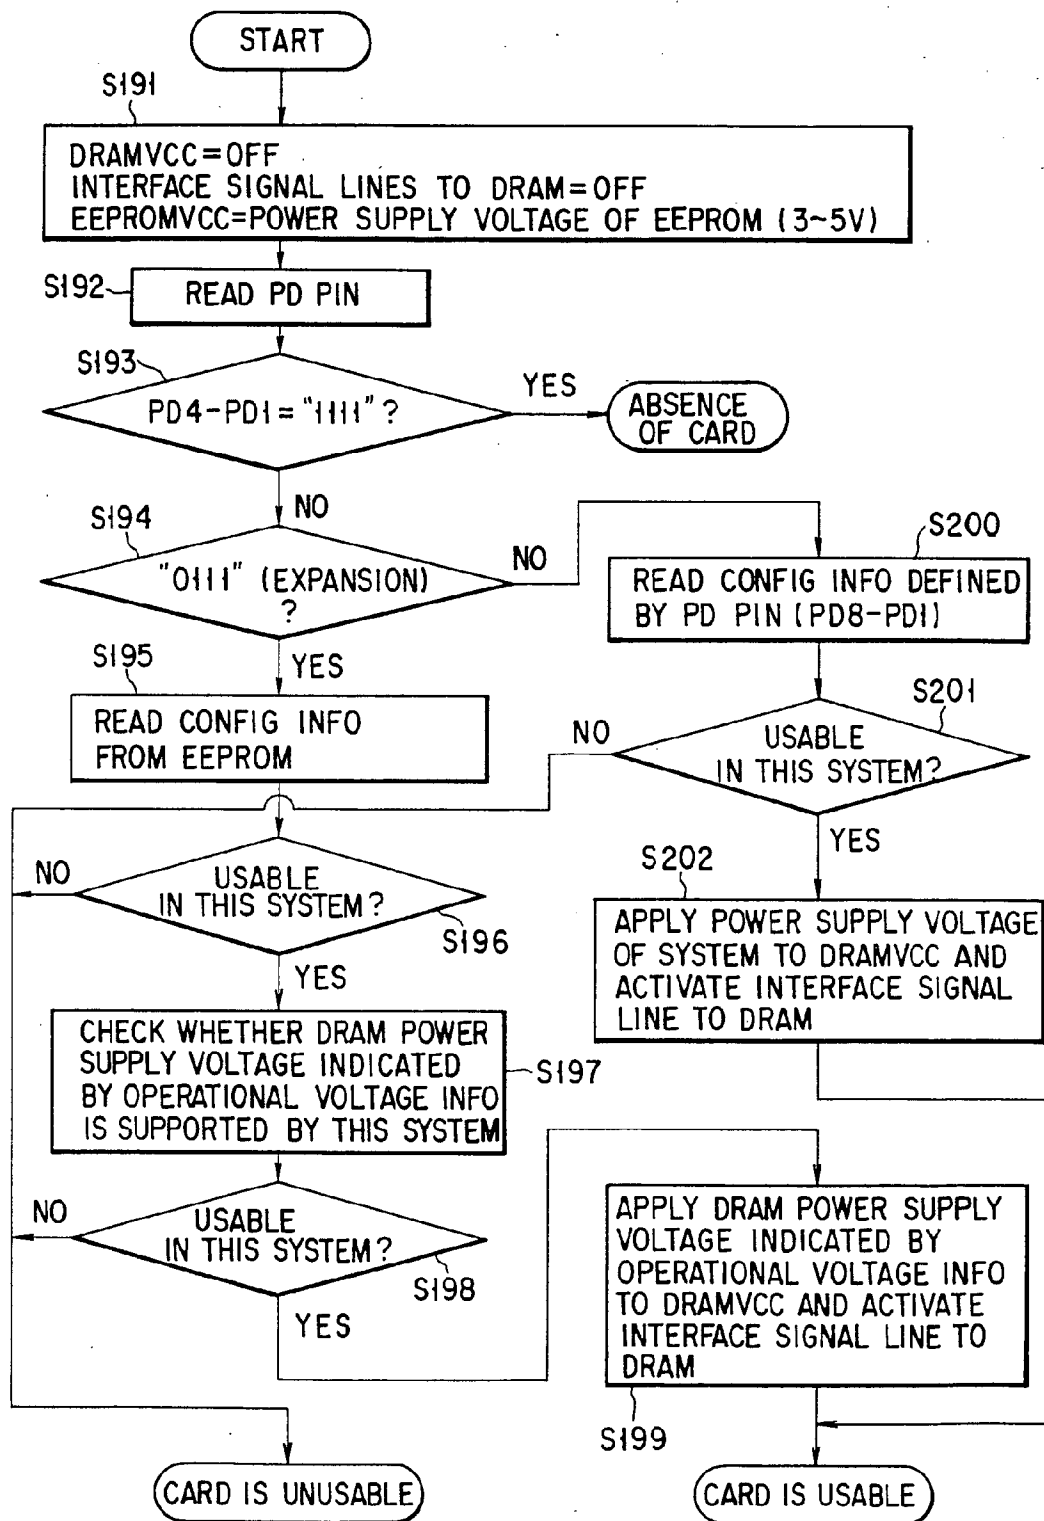 START
S191
DRAMVCC=OFF
INTERFACE SIGNAL LINES TO DRAM=OFF
EEPROMVCC=POWER SUPPLY VOLTAGE OF EEPROM (3~5V)
S192
READ PD PIN
S193
PD4-PD1="1111"?
YES
ABSENCE
OF CARD
NO
S194
"0111" (EXPANSION)
?
NO
S200
READ CONFIG INFO DEFINED
BY PD PIN (PD8-PD1)
YES
S195
READ CONFIG INFO
FROM EEPROM
S201
USABLE
IN THIS SYSTEM?
NO
YES
USABLE
IN THIS SYSTEM?
NO
S196
YES
S202
APPLY POWER SUPPLY VOLTAGE
OF SYSTEM TO DRAMVCC AND
ACTIVATE INTERFACE SIGNAL
LINE TO DRAM
CHECK WHETHER DRAM POWER
SUPPLY VOLTAGE INDICATED
BY OPERATIONAL VOLTAGE INFO
IS SUPPORTED BY THIS SYSTEM
S197
NO
USABLE
IN THIS SYSTEM?
S198
YES
APPLY DRAM POWER SUPPLY
VOLTAGE INDICATED BY
OPERATIONAL VOLTAGE INFO
TO DRAMVCC AND ACTIVATE
INTERFACE SIGNAL LINE TO
DRAM
S199
CARD IS UNUSABLE
CARD IS USABLE